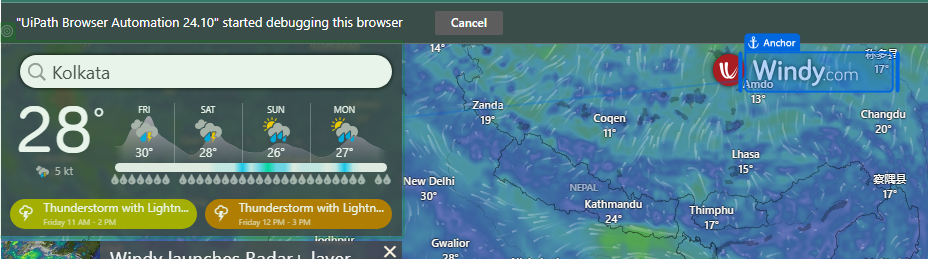 "UiPath Browser Automation 24.10" started debugging this browser
Cancel
Kolkata
28°
5 kt
FRI
30°
SAT
28°
SUN
26°
MON
27°
Thunderstorm with Lightn...
Friday 11 AM - 2 PM
Thunderstorm with Lightn...
Friday 12 PM - 3 PM
Windy launches Radar+ layer
Anchor
Windy.com
14°
称多县
17°
Amdo
13°
Zanda
19°
Coqen
11°
Changdu
20°
Lhasa
15°
察隅县
17°
New Delhi
30°
NEPAL
Kathmandu
24°
Thimphu
17°
Jodhpur
Gwalior
28°